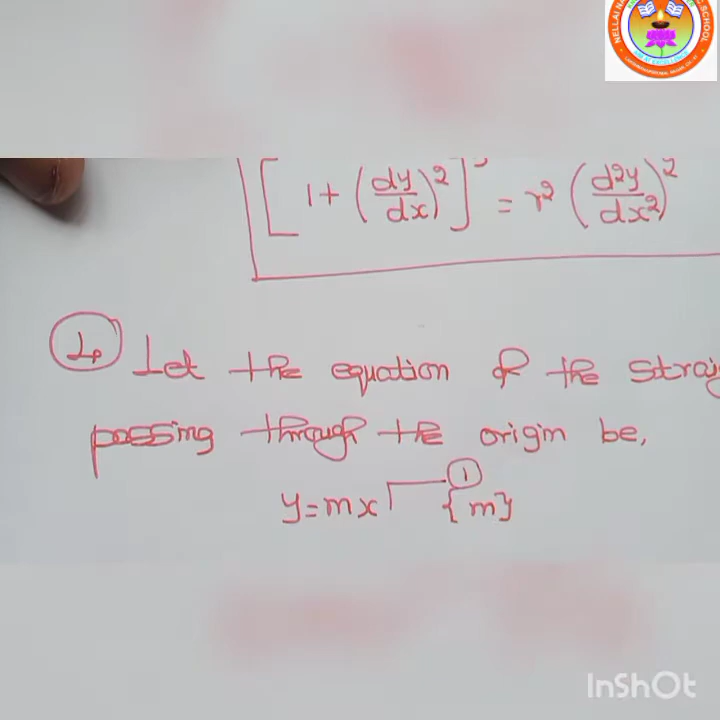 [1+(dy/dx)²]³ = r² (d²y/dx²)²
4. Let the equation of the straig
passing through the origin be,
y=mx ① {m}
InShOt